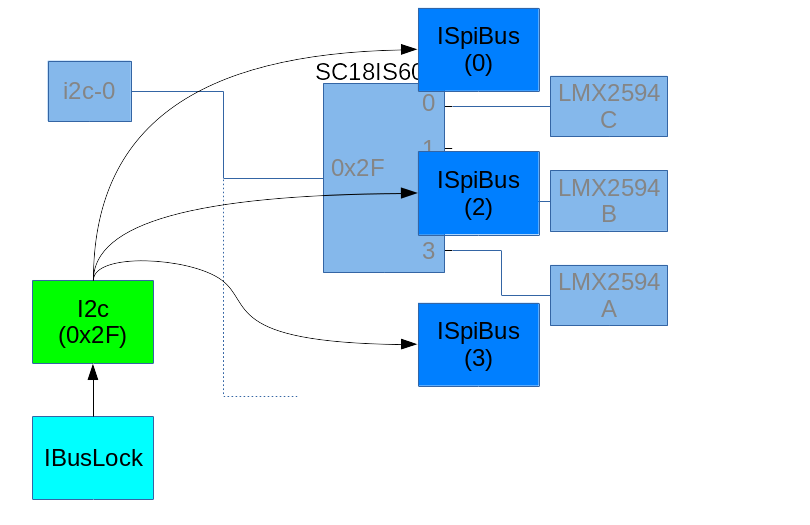 ISpiBus
(0)
SC18IS60
i2c-0
0
LMX2594
C
1
0x2F
ISpiBus
(2)
LMX2594
B
3
LMX2594
A
I2c
(0x2F)
ISpiBus
(3)
IBusLock